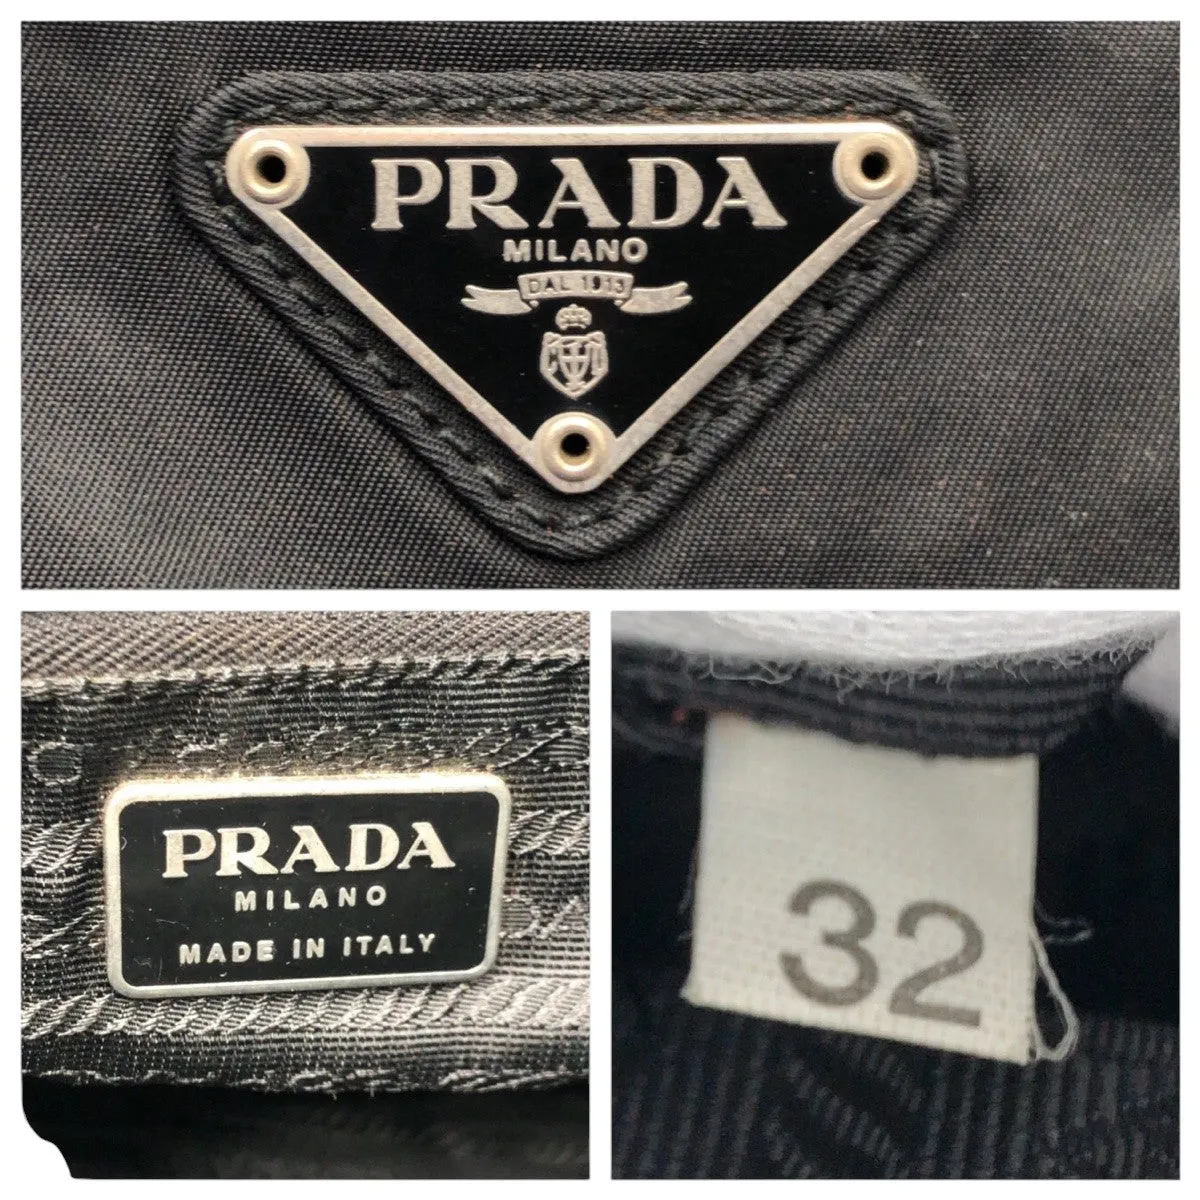 PRADA
MILANO
DAL 1913
PRADA
MILANO
MADE IN ITALY
32